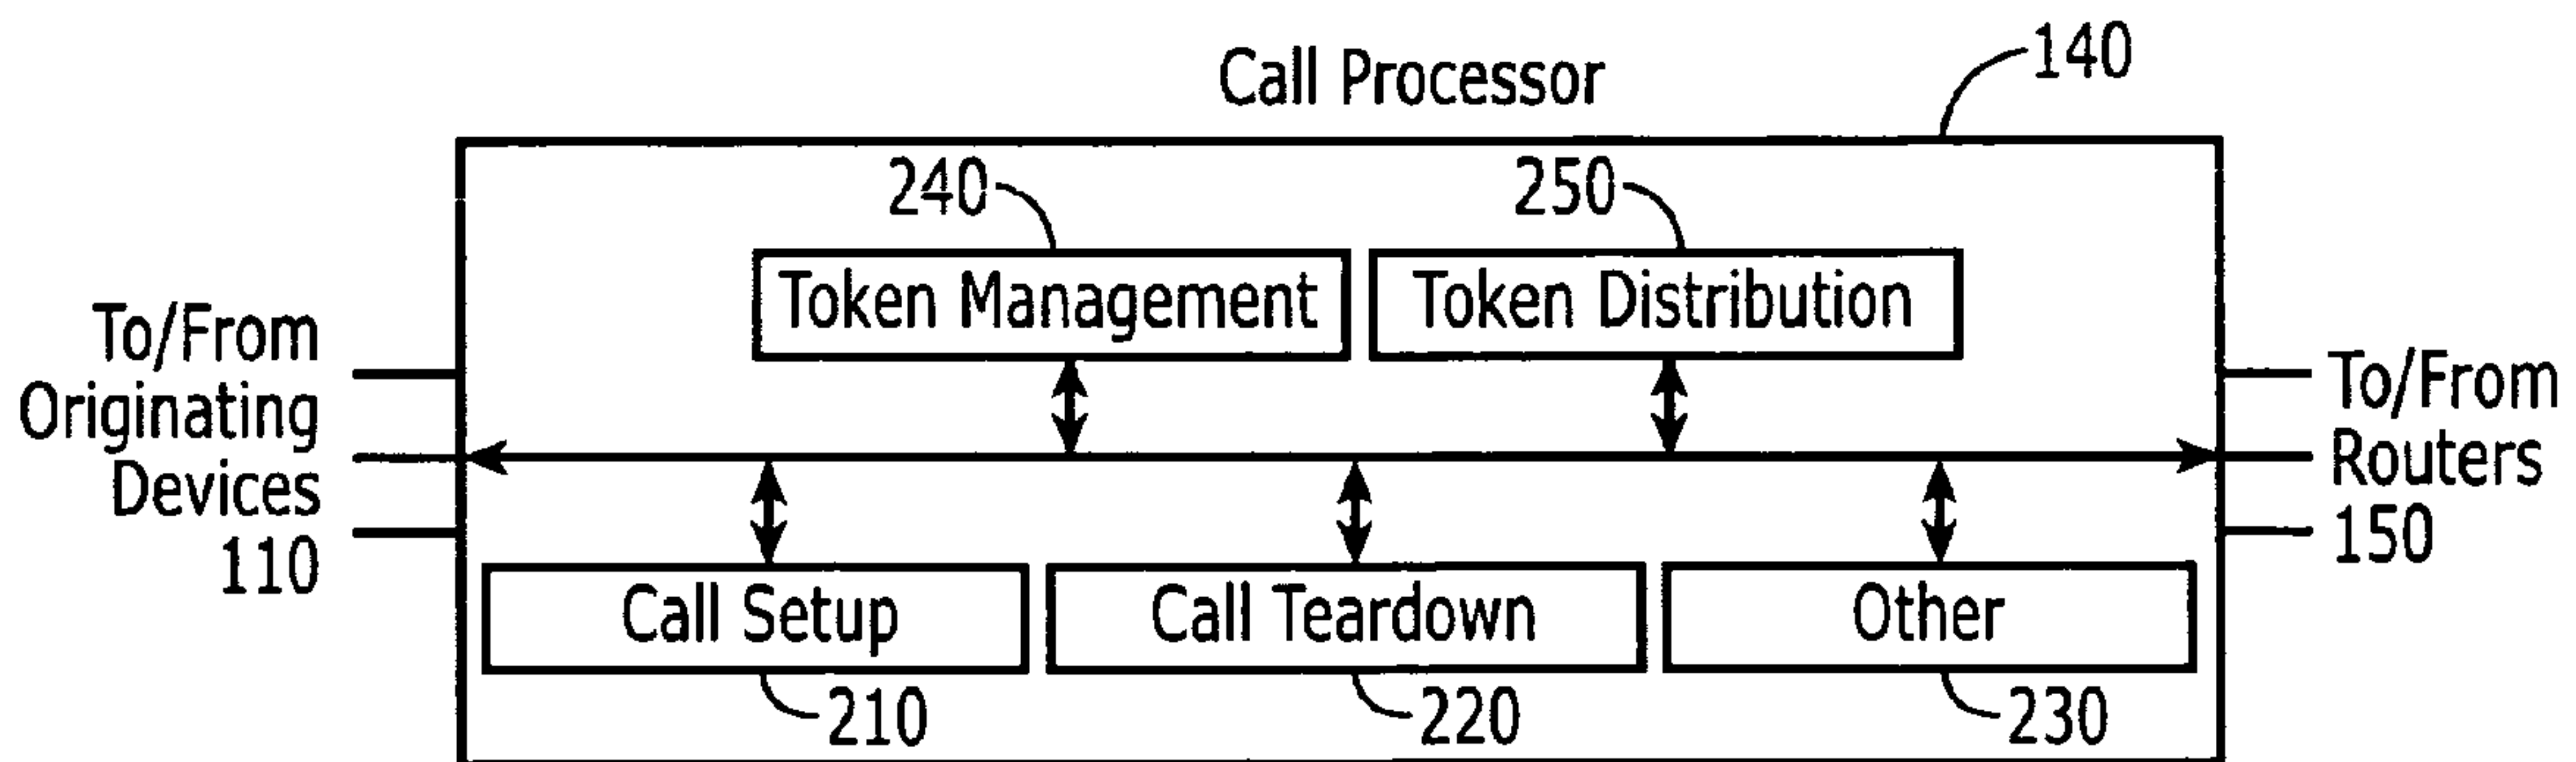 Call Processor
140
240
250
Token Management
Token Distribution
To/From
Originating
Devices
110
To/From
Routers
150
Call Setup
Call Teardown
Other
210
220
230